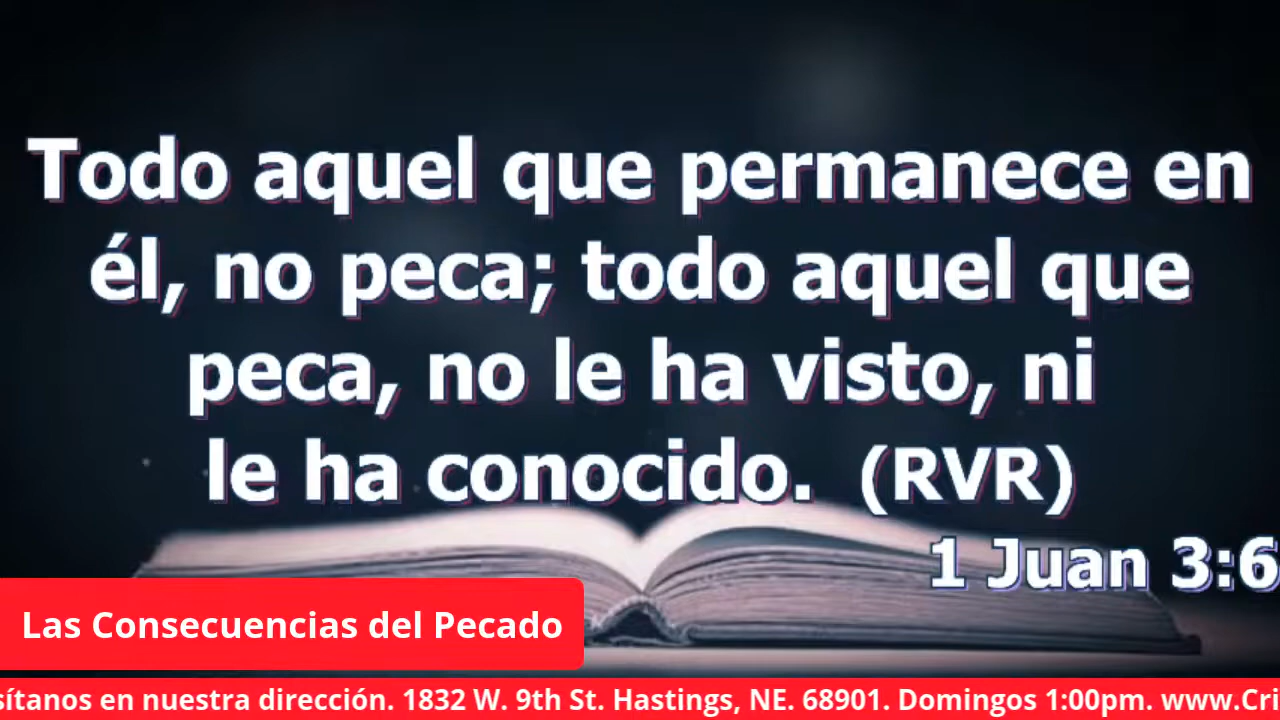 Todo aquel que permanece en
él, no peca; todo aquel que
peca, no le ha visto, ni
le ha conocido. (RVR)
1 Juan 3:6
Las Consecuencias del Pecado
sítanos en nuestra dirección. 1832 W. 9th St. Hastings, NE. 68901. Domingos 1:00pm. www.Cri